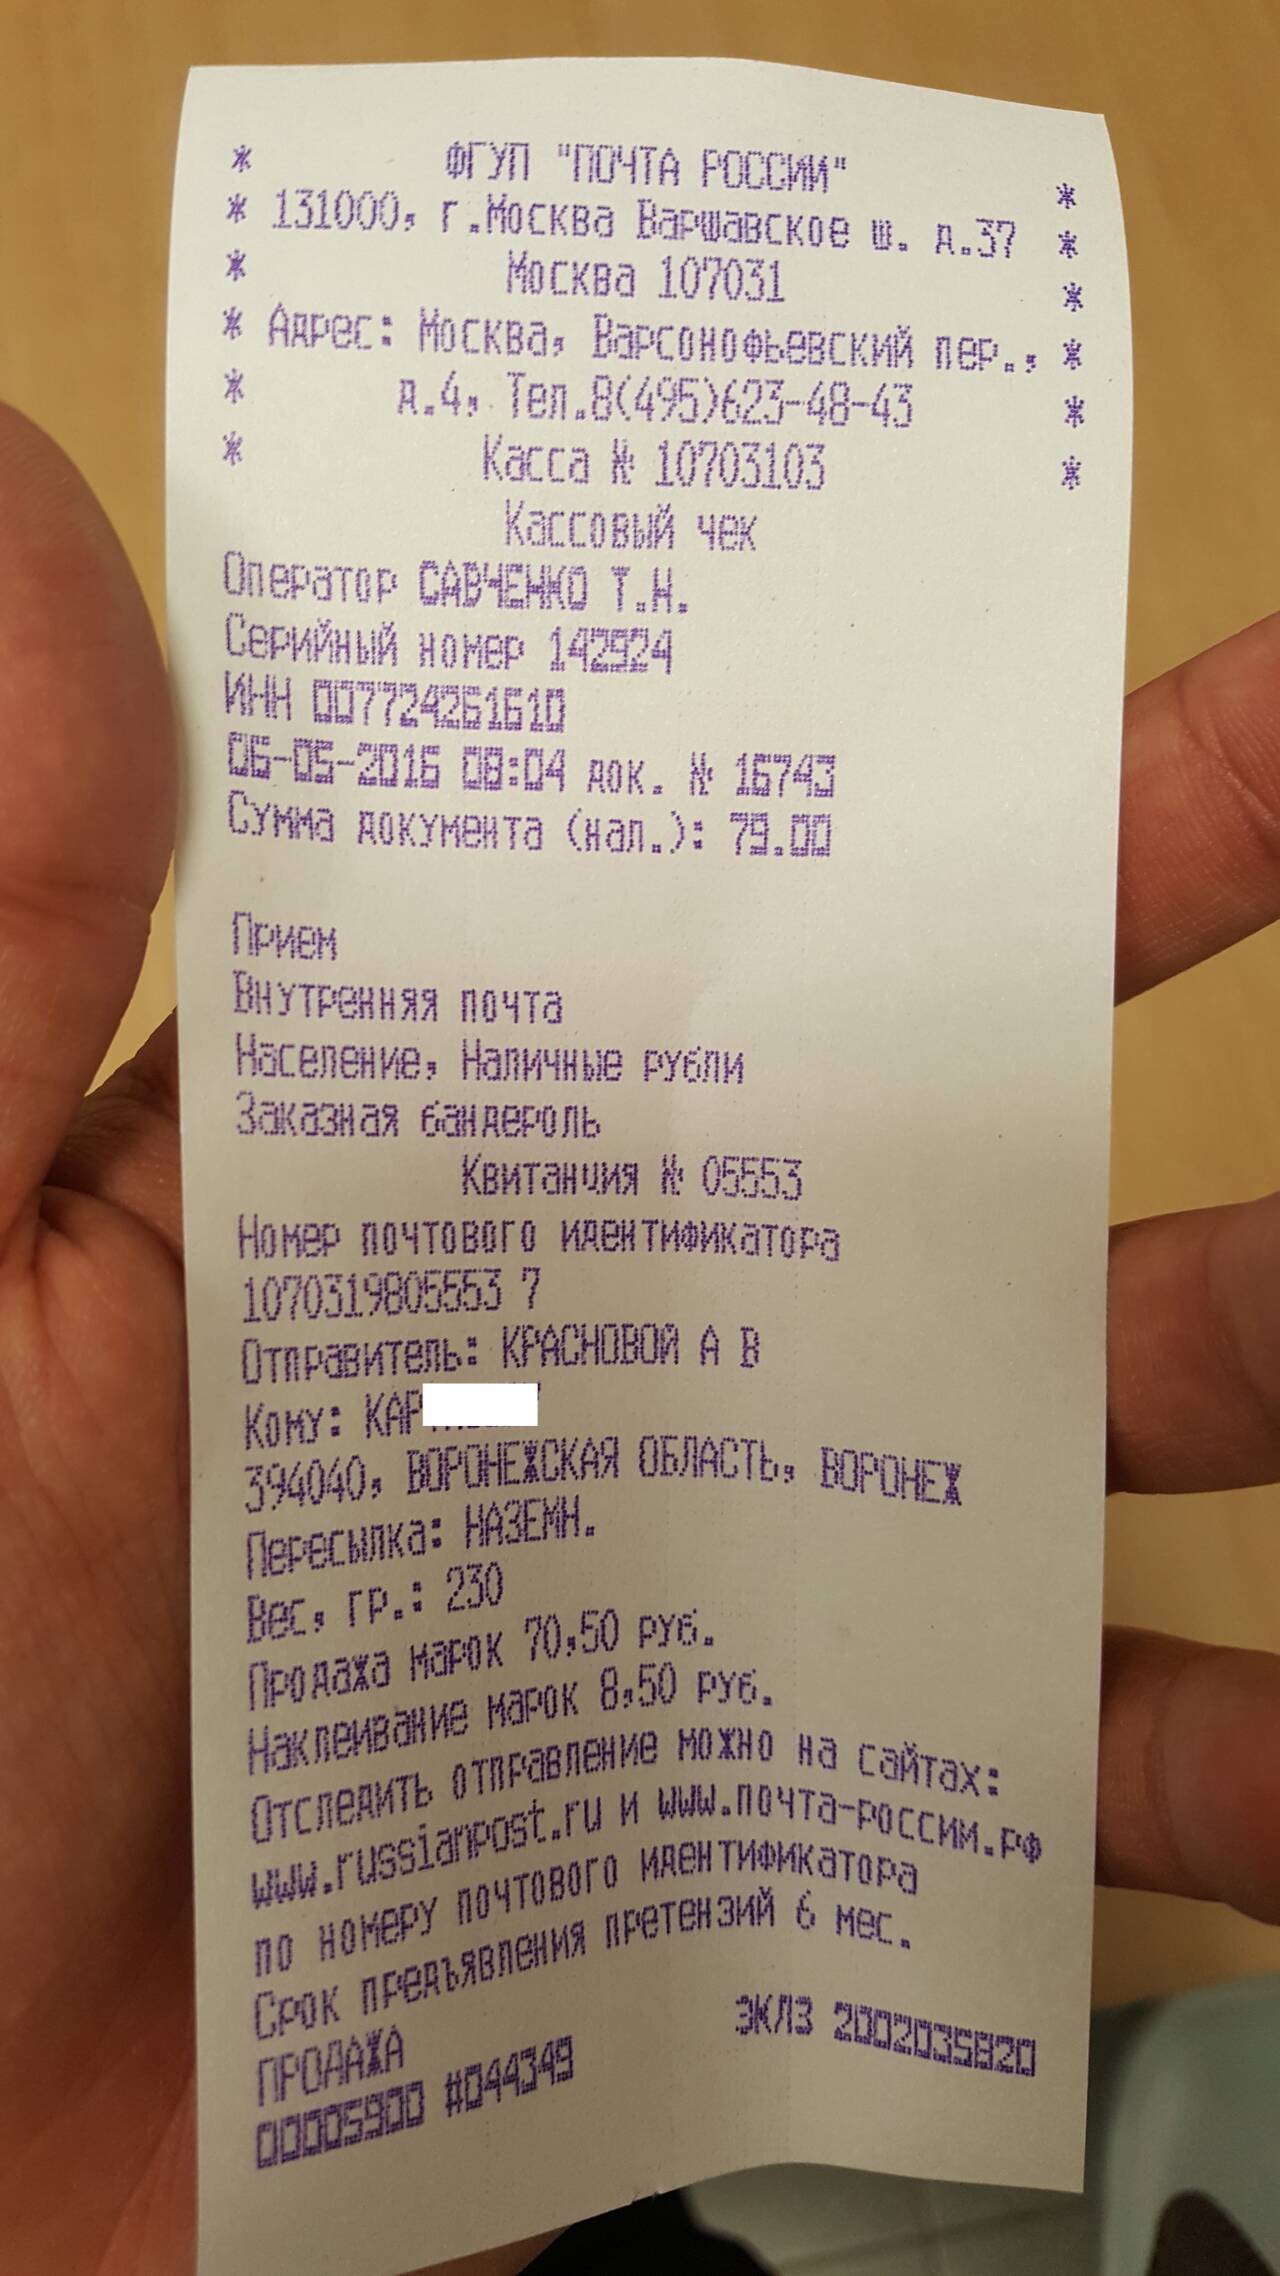 * ФГУП "ПОЧТА РОССИИ" *
* 131000, г.Москва Варшавское ш. д.37 *
* Москва 107031 *
* Адрес: Москва, Варсонофьевский пер., *
* д.4, Тел.8(495)623-48-43 *
* Касса № 10703103 *
Кассовый чек
Оператор САВЧЕНКО Т.Н.
Серийный номер 142924
ИНН 007724261610
06-05-2016 08:04 док. № 16743
Сумма документа (нал.): 79.00
Прием
Внутренняя почта
Население, Наличные рубли
Заказная бандероль
Квитанция № 05553
Номер почтового идентификатора
1070319805553 7
Отправитель: КРАСНОВОЙ А В
Кому: КАР
394040, ВОРОНЕЖСКАЯ ОБЛАСТЬ, ВОРОНЕЖ
Пересылка: НАЗЕМН.
Вес, гр.: 230
Продажа марок 70,50 руб.
Наклеивание марок 8,50 руб.
Отследить отправление можно на сайтах:
www.russianpost.ru и www.почта-россии.рф
по номеру почтового идентификатора
Срок предъявления претензий 6 мес.
ПРОДАЖА ЭКЛЗ 2002035820
00005900 #044349